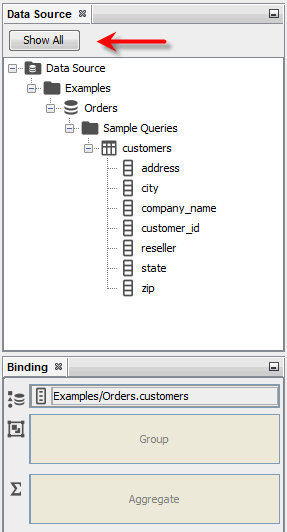 Data Source
Show All
Data Source
Examples
Orders
Sample Queries
customers
address
city
company_name
customer_id
reseller
state
zip
Binding
Examples/Orders.customers
Group
Σ
Aggregate